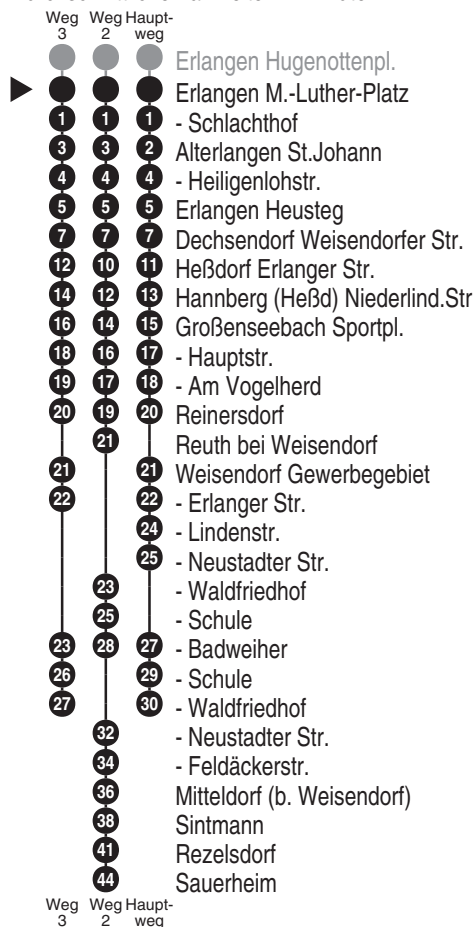 Weg Weg Haupt-
3 2 weg
Erlangen Hugenottenpl.
Erlangen M.-Luther-Platz
1 1 1 - Schlachthof
3 3 2 Alterlangen St.Johann
4 4 4 - Heiligenlohstr.
5 5 5 Erlangen Heusteg
7 7 7 Dechsendorf Weisendorfer Str.
12 10 11 Heßdorf Erlanger Str.
14 12 13 Hannberg (Heßd) Niederlind.Str
16 14 15 Großenseebach Sportpl.
18 16 17 - Hauptstr.
19 17 18 - Am Vogelherd
20 19 20 Reinersdorf
21 Reuth bei Weisendorf
21 21 Weisendorf Gewerbegebiet
22 22 - Erlanger Str.
24 - Lindenstr.
25 - Neustadter Str.
23 - Waldfriedhof
25 - Schule
23 28 27 - Badweiher
26 29 - Schule
27 30 - Waldfriedhof
32 - Neustadter Str.
34 - Feldäckerstr.
36 Mitteldorf (b. Weisendorf)
38 Sintmann
41 Rezelsdorf
44 Sauerheim
Weg Weg Haupt-
3 2 weg